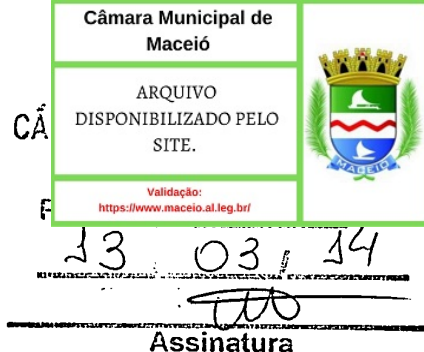 Câmara Municipal de
Maceió
ARQUIVO
DISPONIBILIZADO PELO
SITE.
Validação:
https://www.maceio.al.leg.br/
MACEIÓ
CÂ
F
13 03, 14
Assinatura